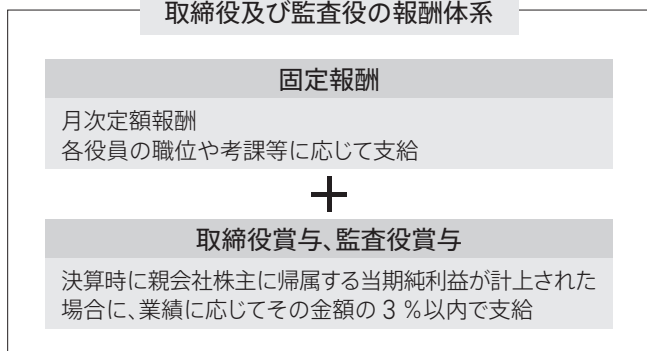 取締役及び監査役の報酬体系
固定報酬
月次定額報酬
各役員の職位や考課等に応じて支給
+
取締役賞与、監査役賞与
決算時に親会社株主に帰属する当期純利益が計上された
場合に、業績に応じてその金額の 3 %以内で支給